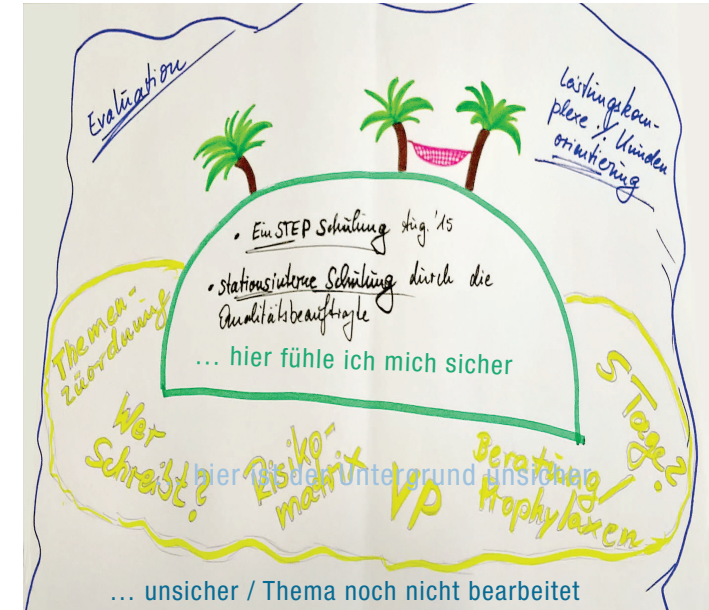 Evaluation
Leistungskom-
plexe / Kunden
orientierung
• Ein STEP Schulung Aug. '15
• stationsinterne Schulung durch die
Qualitätsbeauftragte
... hier fühle ich mich sicher
Themen-
zuordnung
Wer
Schreibt?
Risiko-
matrix
VP
Beratung /
Prophylaxen
5 Tage?
... hier ist der Untergrund unsicher
... unsicher / Thema noch nicht bearbeitet